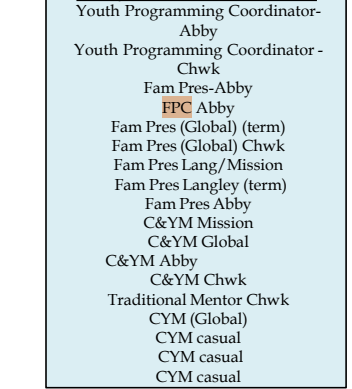 Youth Programming Coordinator-
Abby
Youth Programming Coordinator -
Chwk
Fam Pres-Abby
FPC Abby
Fam Pres (Global) (term)
Fam Pres (Global) Chwk
Fam Pres Lang/Mission
Fam Pres Langley (term)
Fam Pres Abby
C&YM Mission
C&YM Global
C&YM Abby
C&YM Chwk
Traditional Mentor Chwk
CYM (Global)
CYM casual
CYM casual
CYM casual